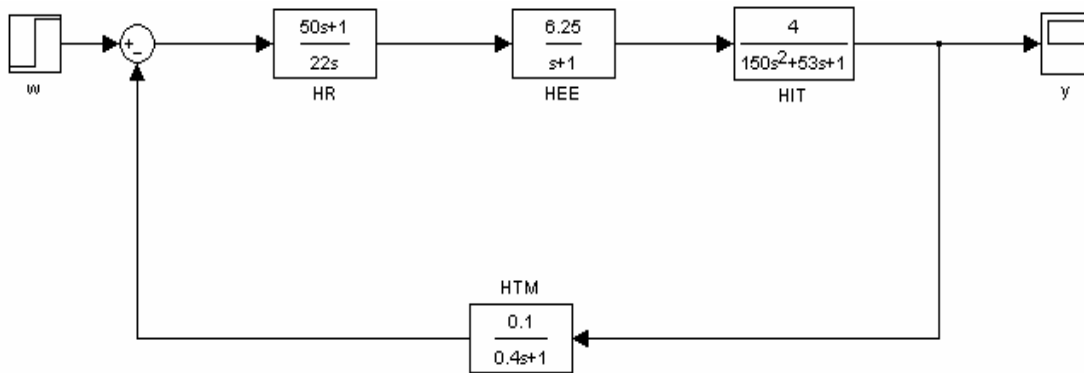 w
+
−
50s+1
22s
HR
6.25
s+1
HEE
4
150s²+53s+1
HIT
y
HTM
0.1
0.4s+1